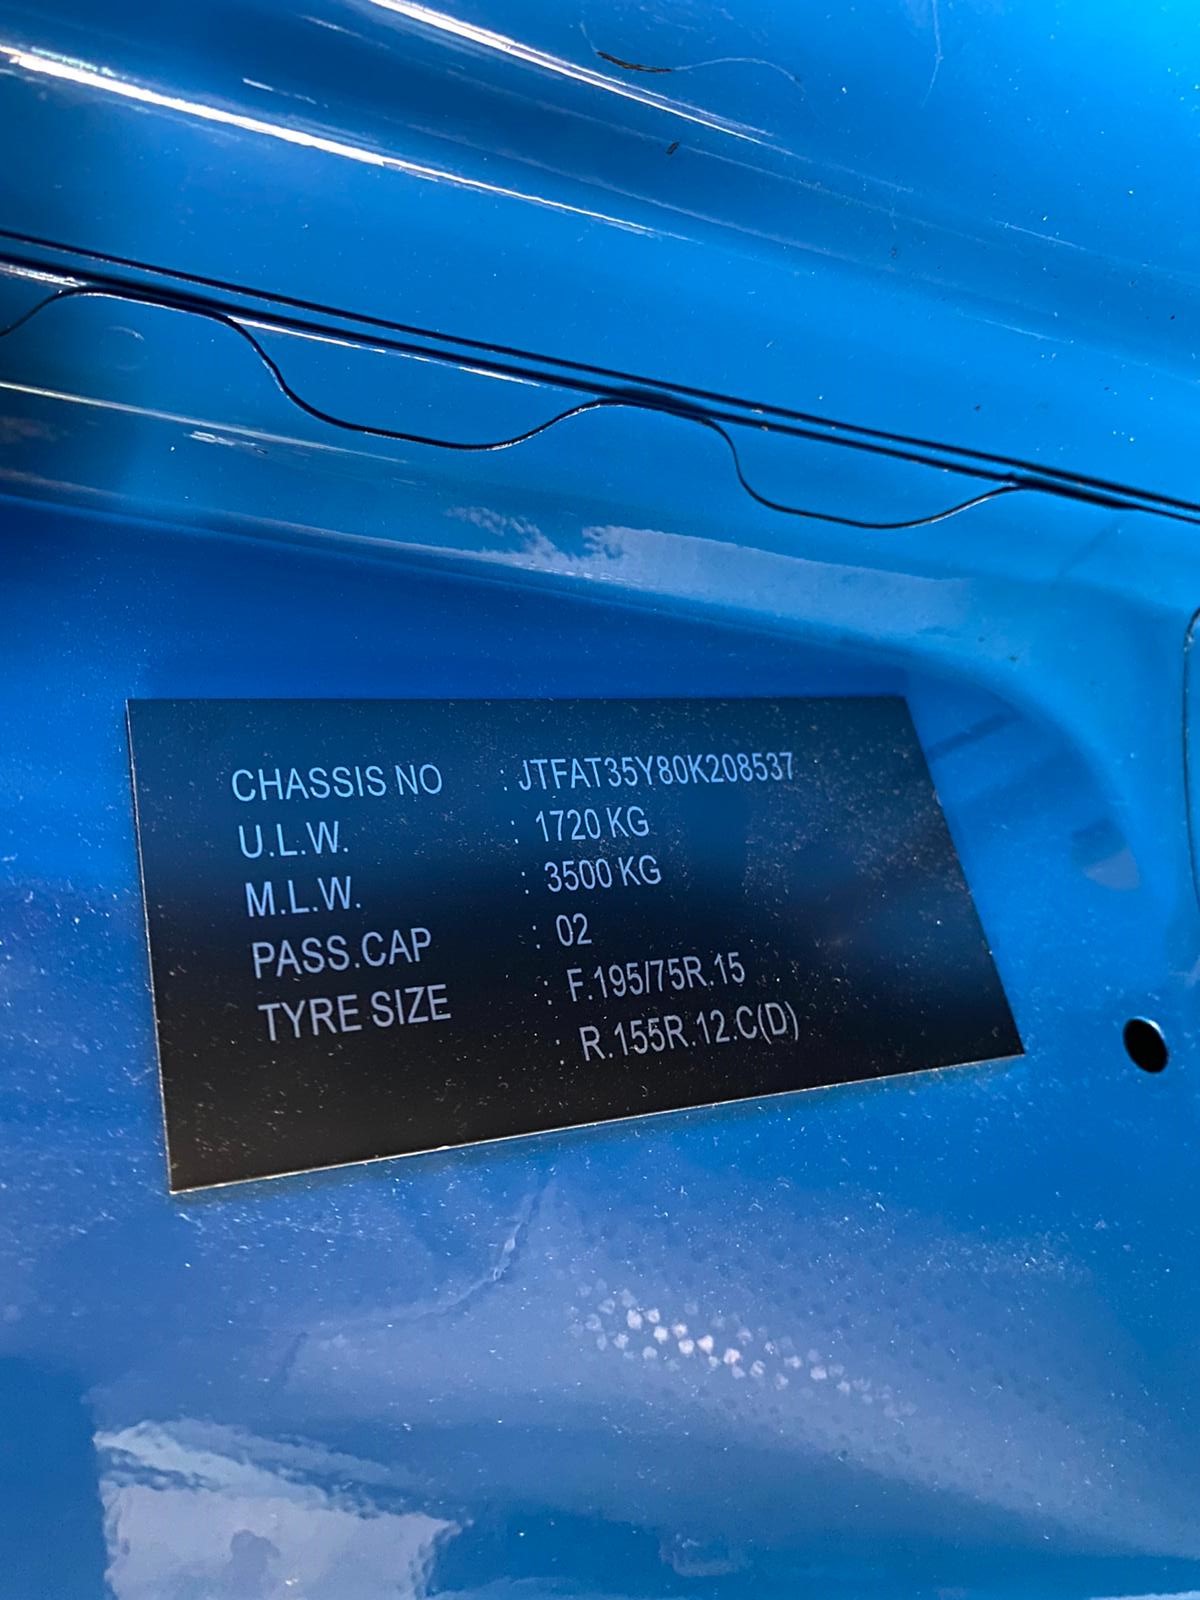 CHASSIS NO : JTFAT35Y80K208537
U.L.W. : 1720 KG
M.L.W. : 3500 KG
PASS.CAP : 02
TYRE SIZE : F.195/75R.15
: R.155R.12.C(D)